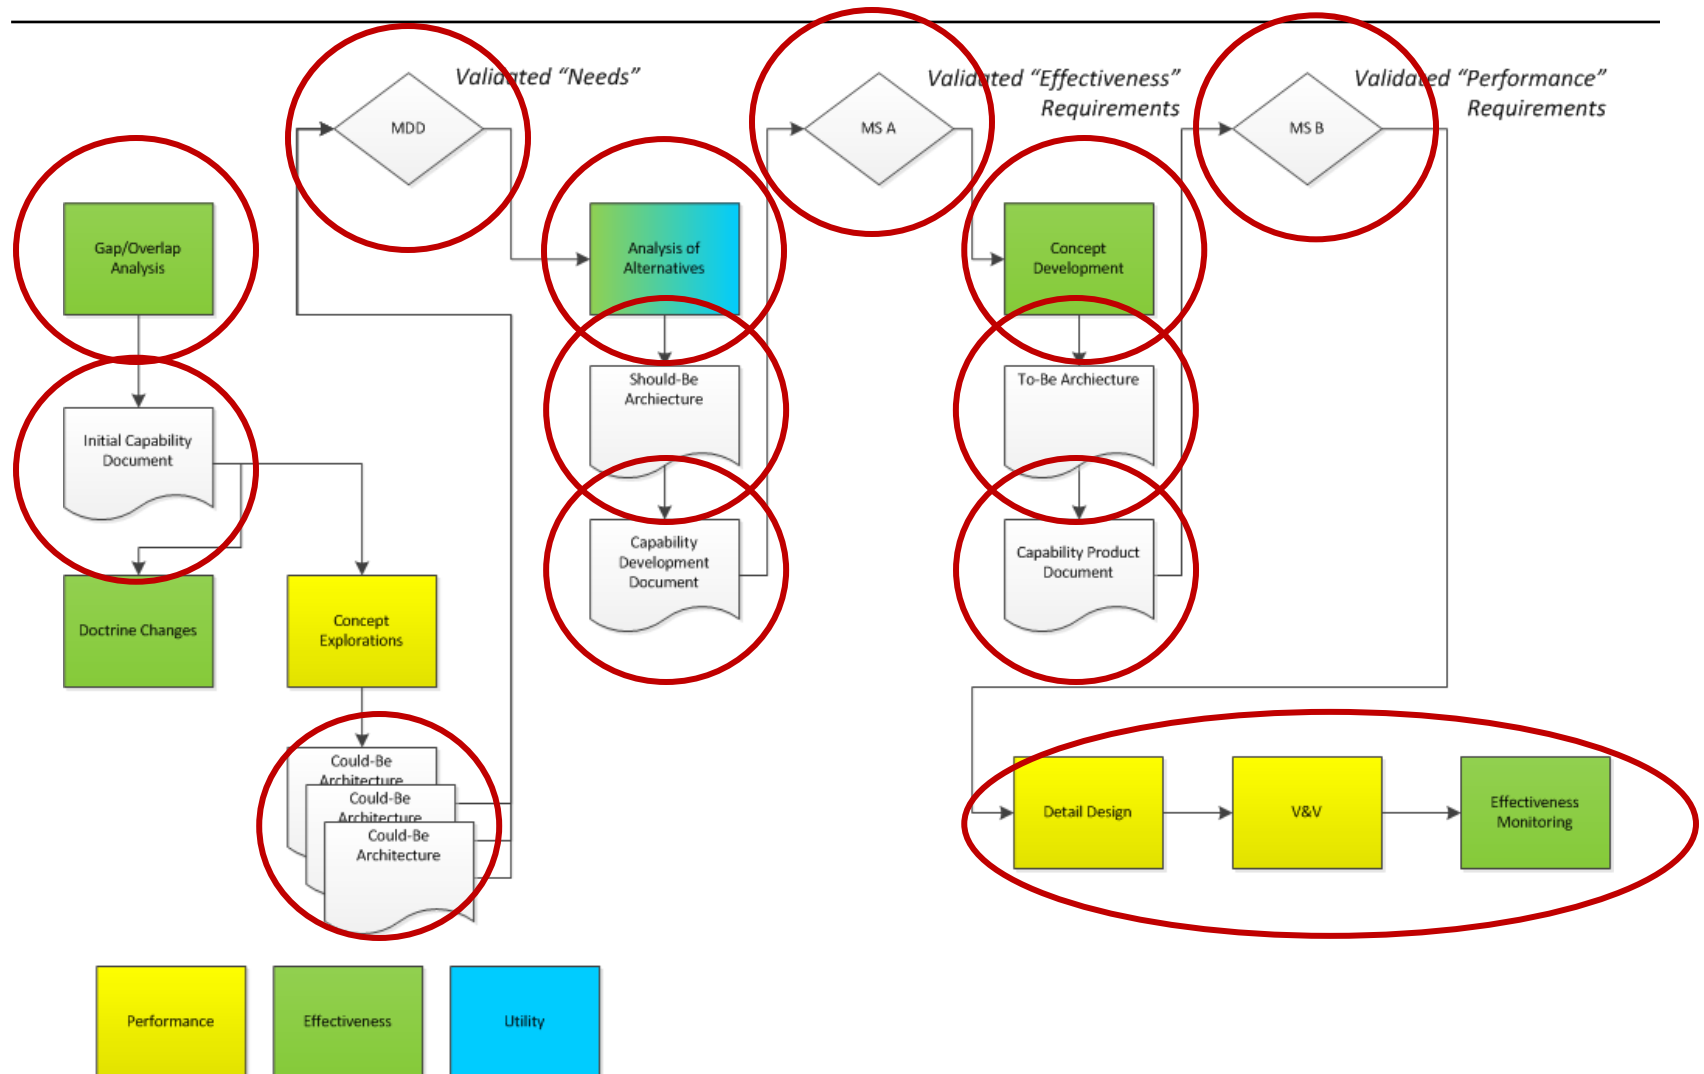 Validated “Needs”
MDD
Validated “Effectiveness”
Requirements
MS A
Validated “Performance”
Requirements
MS B
Gap/Overlap
Analysis
Analysis of
Alternatives
Concept
Development
Initial Capability
Document
Should-Be
Archiecture
To-Be Archiecture
Doctrine Changes
Concept
Explorations
Capability
Development
Document
Capability Product
Document
Could-Be
Architecture
Could-Be
Architecture
Could-Be
Architecture
Detail Design
V&V
Effectiveness
Monitoring
Performance
Effectiveness
Utility